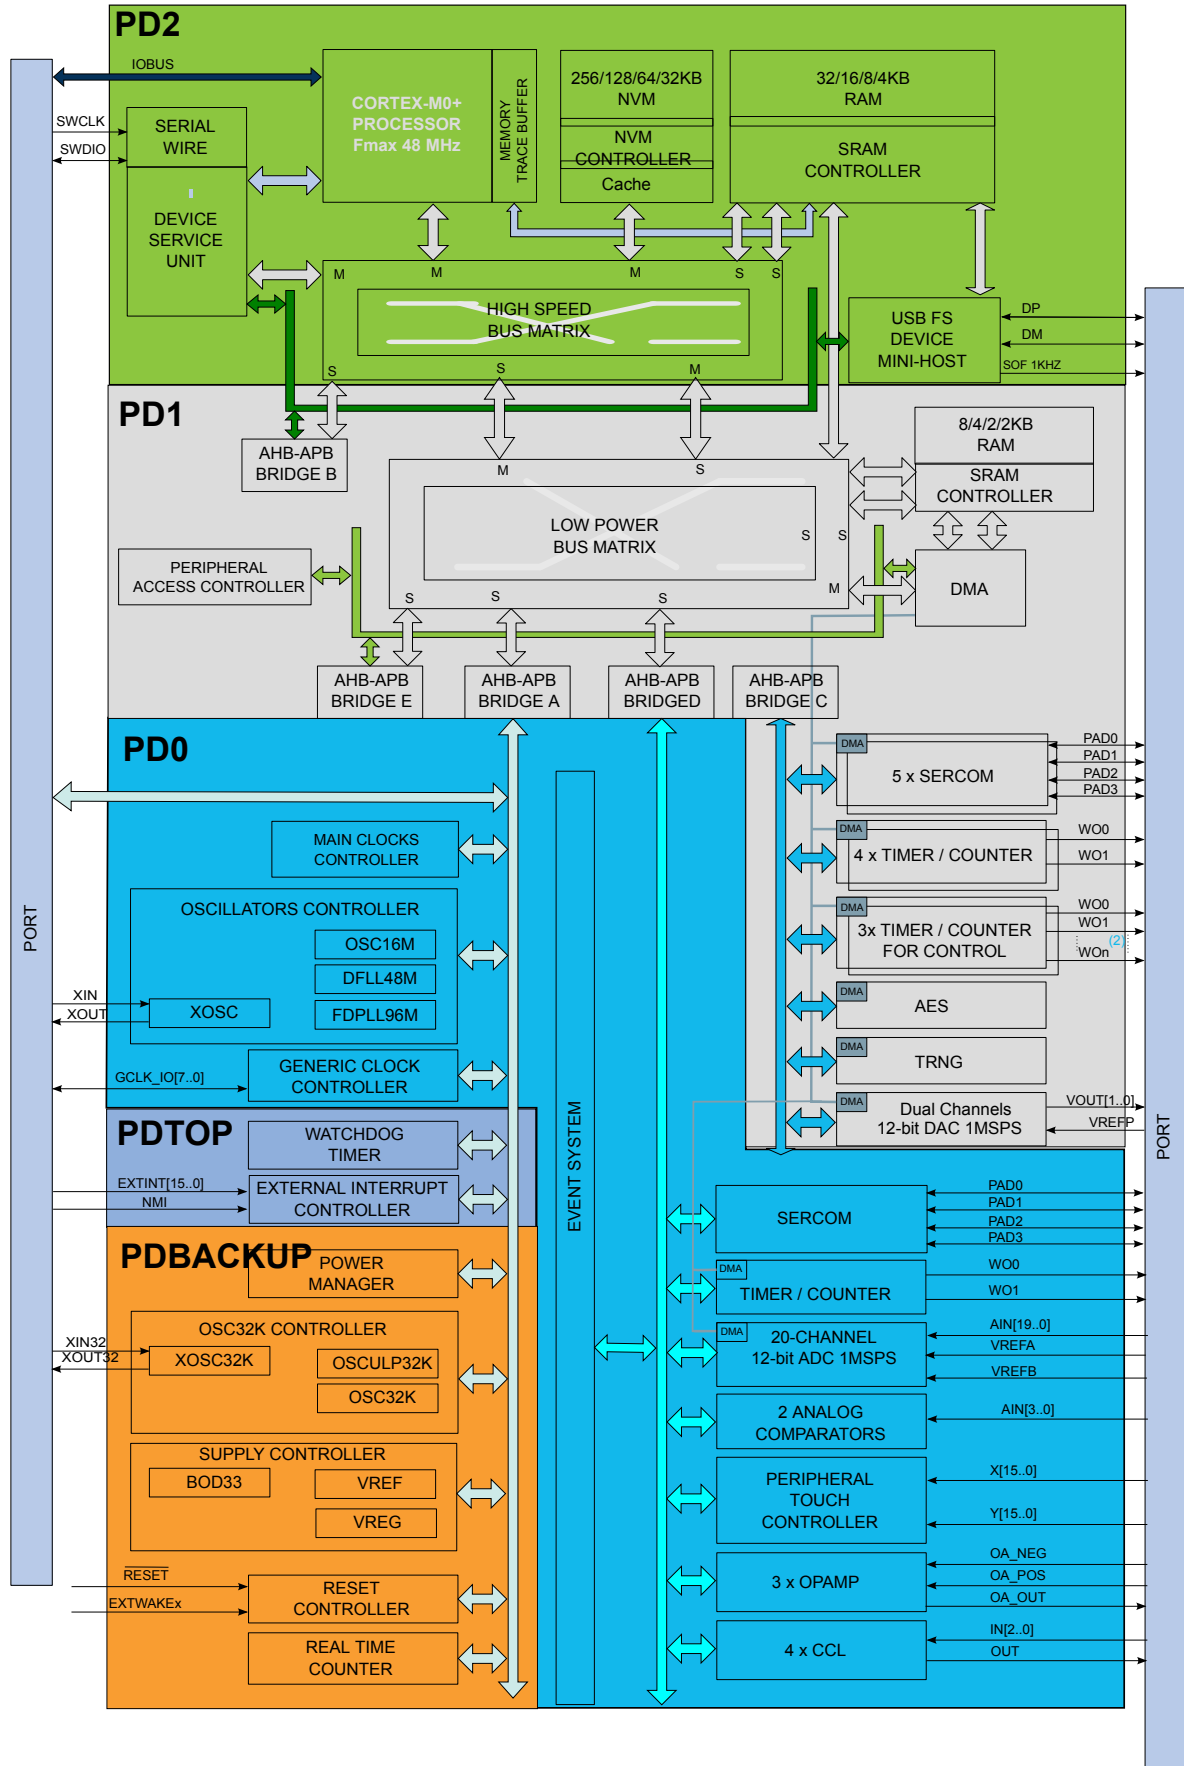 PD2
IOBUS
SWCLK
SWDIO
SERIAL
WIRE
DEVICE
SERVICE
UNIT
CORTEX-M0+
PROCESSOR
Fmax 48 MHz
MEMORY
TRACE BUFFER
256/128/64/32KB
NVM
NVM
CONTROLLER
Cache
32/16/8/4KB
RAM
SRAM
CONTROLLER
M
M
M
S
S
HIGH SPEED
BUS MATRIX
S
S
M
USB FS
DEVICE
MINI-HOST
DP
DM
SOF 1KHZ
PD1
AHB-APB
BRIDGE B
8/4/2/2KB
RAM
SRAM
CONTROLLER
M
S
LOW POWER
BUS MATRIX
S
S
M
S
S
S
PERIPHERAL
ACCESS CONTROLLER
DMA
AHB-APB
BRIDGE E
AHB-APB
BRIDGE A
AHB-APB
BRIDGED
AHB-APB
BRIDGE C
PD0
PORT
MAIN CLOCKS
CONTROLLER
OSCILLATORS CONTROLLER
OSC16M
DFLL48M
FDPLL96M
XOSC
XIN
XOUT
GCLK_IO[7..0]
GENERIC CLOCK
CONTROLLER
EVENT SYSTEM
DMA
5 x SERCOM
PAD0
PAD1
PAD2
PAD3
DMA
4 x TIMER / COUNTER
WO0
WO1
DMA
3x TIMER / COUNTER
FOR CONTROL
WO0
WO1
(2)
WOn
DMA
AES
DMA
TRNG
DMA
Dual Channels
12-bit DAC 1MSPS
VOUT[1..0]
VREFP
PORT
PDTOP
WATCHDOG
TIMER
EXTINT[15..0]
NMI
EXTERNAL INTERRUPT
CONTROLLER
PDBACKUP
POWER
MANAGER
OSC32K CONTROLLER
XIN32
XOUT32
XOSC32K
OSCULP32K
OSC32K
SUPPLY CONTROLLER
BOD33
VREF
VREG
RESET
EXTWAKEx
RESET
CONTROLLER
REAL TIME
COUNTER
SERCOM
PAD0
PAD1
PAD2
PAD3
DMA
TIMER / COUNTER
WO0
WO1
DMA
20-CHANNEL
12-bit ADC 1MSPS
AIN[19..0]
VREFA
VREFB
2 ANALOG
COMPARATORS
AIN[3..0]
PERIPHERAL
TOUCH
CONTROLLER
X[15..0]
Y[15..0]
3 x OPAMP
OA_NEG
OA_POS
OA_OUT
4 x CCL
IN[2..0]
OUT